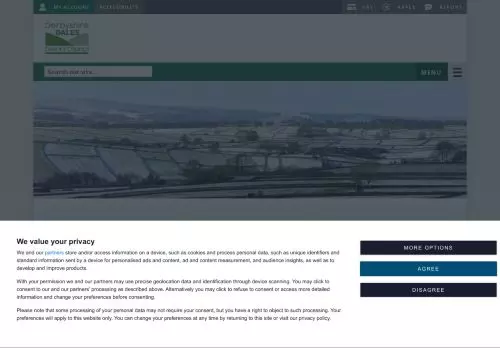 MY ACCOUNT
ACCESSIBILITY
PAY
APPLY
REPORT
Derbyshire
DALES
District Council
Search our site...
MENU
We value your privacy
We and our partners store and/or access information on a device, such as cookies and process personal data, such as unique identifiers and
standard information sent by a device for personalised ads and content, ad and content measurement, and audience insights, as well as to
develop and improve products.
With your permission we and our partners may use precise geolocation data and identification through device scanning. You may click to
consent to our and our partners' processing as described above. Alternatively you may click to refuse to consent or access more detailed
information and change your preferences before consenting.
Please note that some processing of your personal data may not require your consent, but you have a right to object to such processing. Your
preferences will apply to this website only. You can change your preferences at any time by returning to this site or visit our privacy policy.
MORE OPTIONS
AGREE
DISAGREE